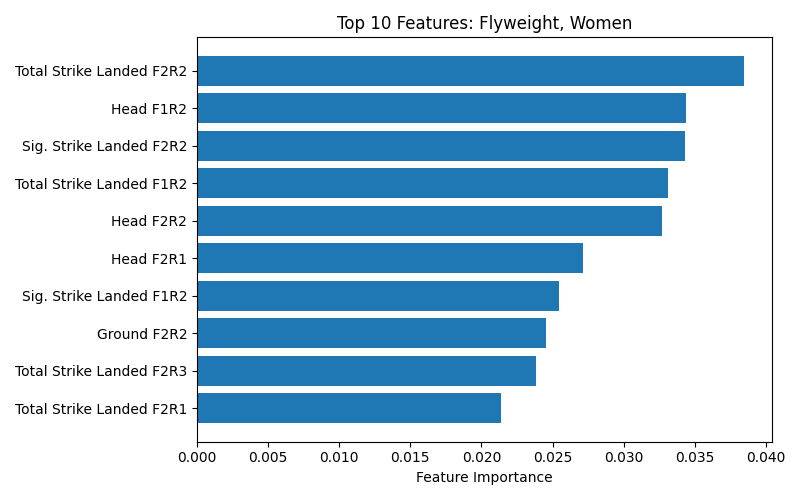 Top 10 Features: Flyweight, Women
Total Strike Landed F2R2
Head F1R2
Sig. Strike Landed F2R2
Total Strike Landed F1R2
Head F2R2
Head F2R1
Sig. Strike Landed F1R2
Ground F2R2
Total Strike Landed F2R3
Total Strike Landed F2R1
0.000 0.005 0.010 0.015 0.020 0.025 0.030 0.035 0.040
Feature Importance